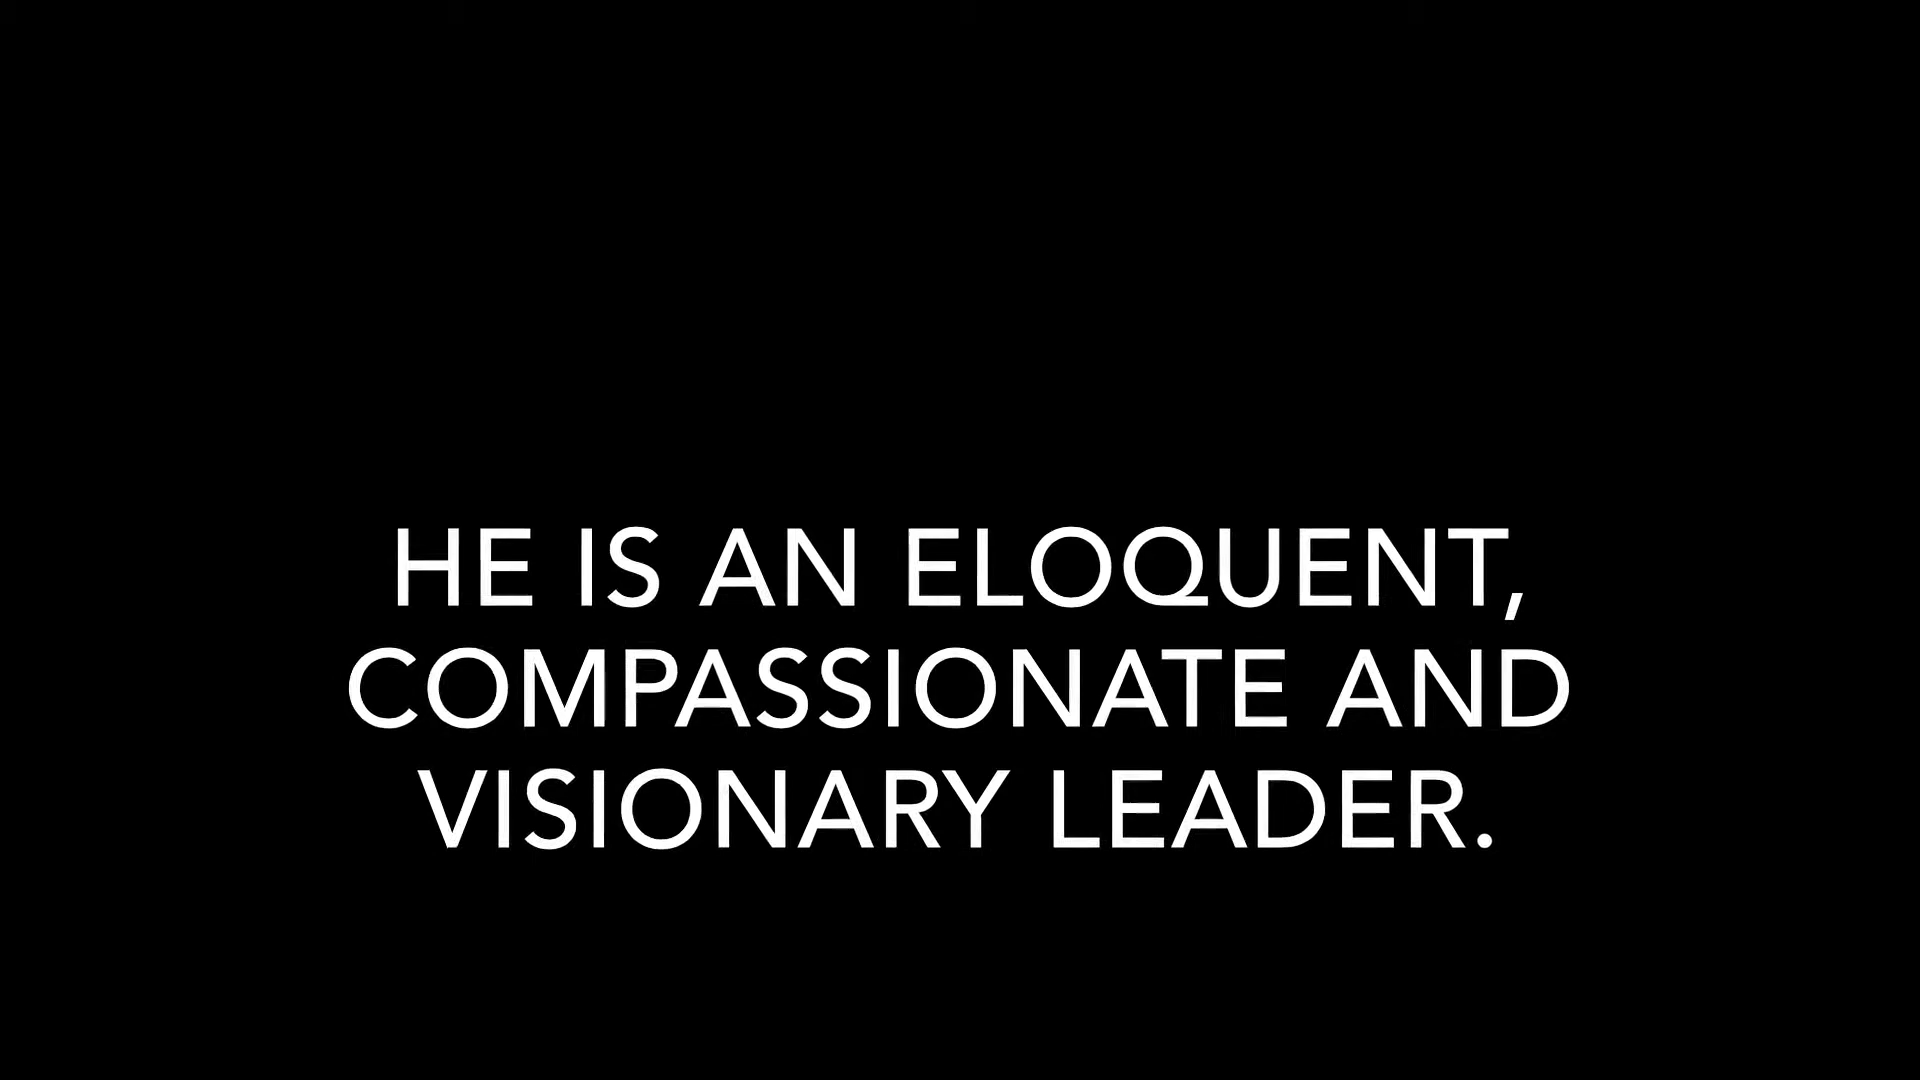 HE IS AN ELOQUENT,
COMPASSIONATE AND
VISIONARY LEADER.